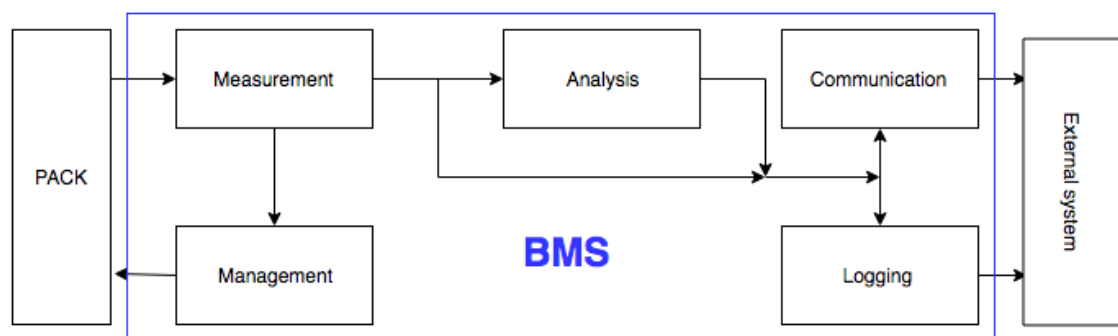 Measurement
Analysis
Communication
PACK
External system
Management
BMS
Logging